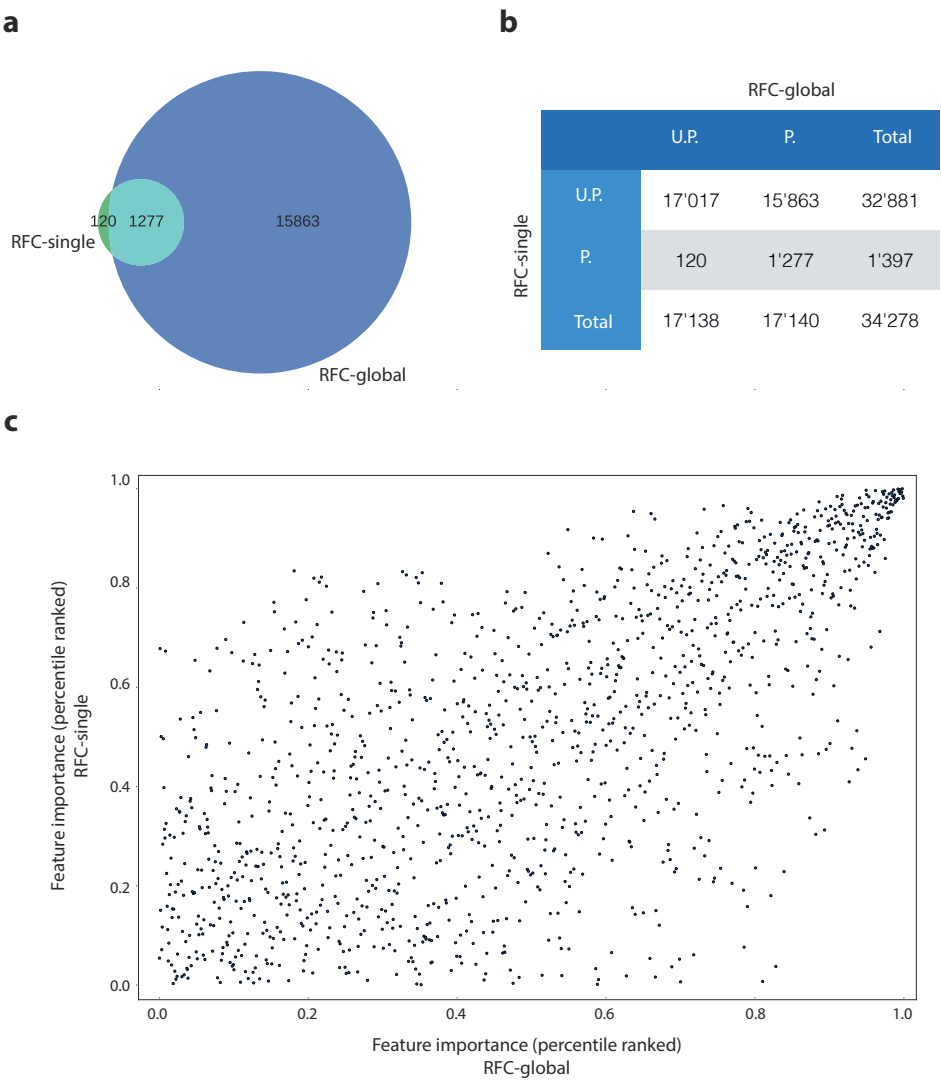 a
120 1277 15863
RFC-single
RFC-global
b
RFC-global
U.P. P. Total
RFC-single
U.P. 17'017 15'863 32'881
P. 120 1'277 1'397
Total 17'138 17'140 34'278
c
1.0
0.8
0.6
0.4
0.2
0.0
Feature importance (percentile ranked)
RFC-single
0.0 0.2 0.4 0.6 0.8 1.0
Feature importance (percentile ranked)
RFC-global